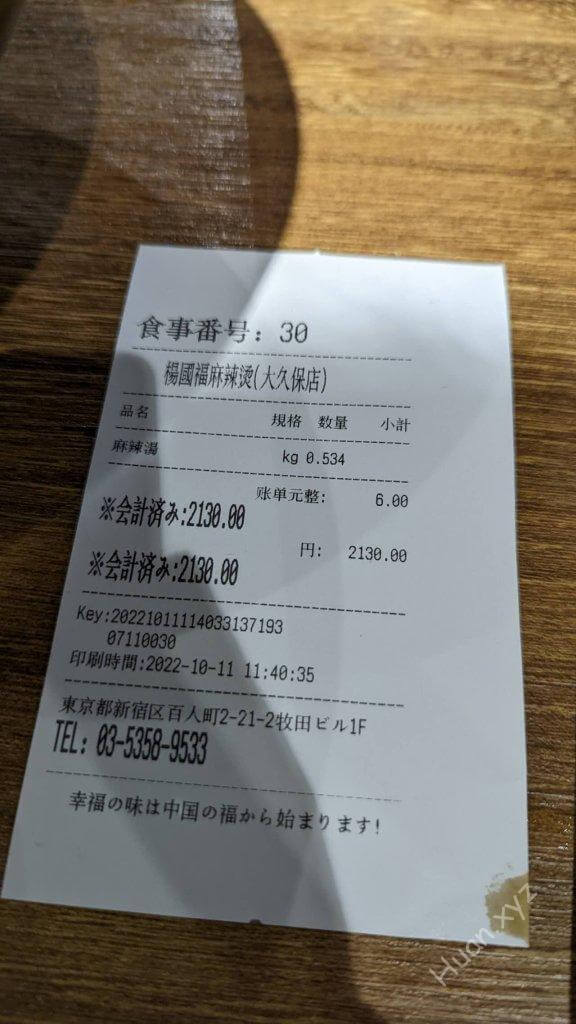 食事番号: 30
楊國福麻辣烫(大久保店)
品名 規格 数量 小計
麻辣湯
kg 0.534
账单元整: 6.00
※会計済み:2130.00
円: 2130.00
※会計済み:2130.00
Key:20221011114033137193
07110030
印刷時間:2022-10-11 11:40:35
東京都新宿区百人町2-21-2牧田ビル1F
TEL: 03-5358-9533
幸福の味は中国の福から始まります!
Huan.xyz